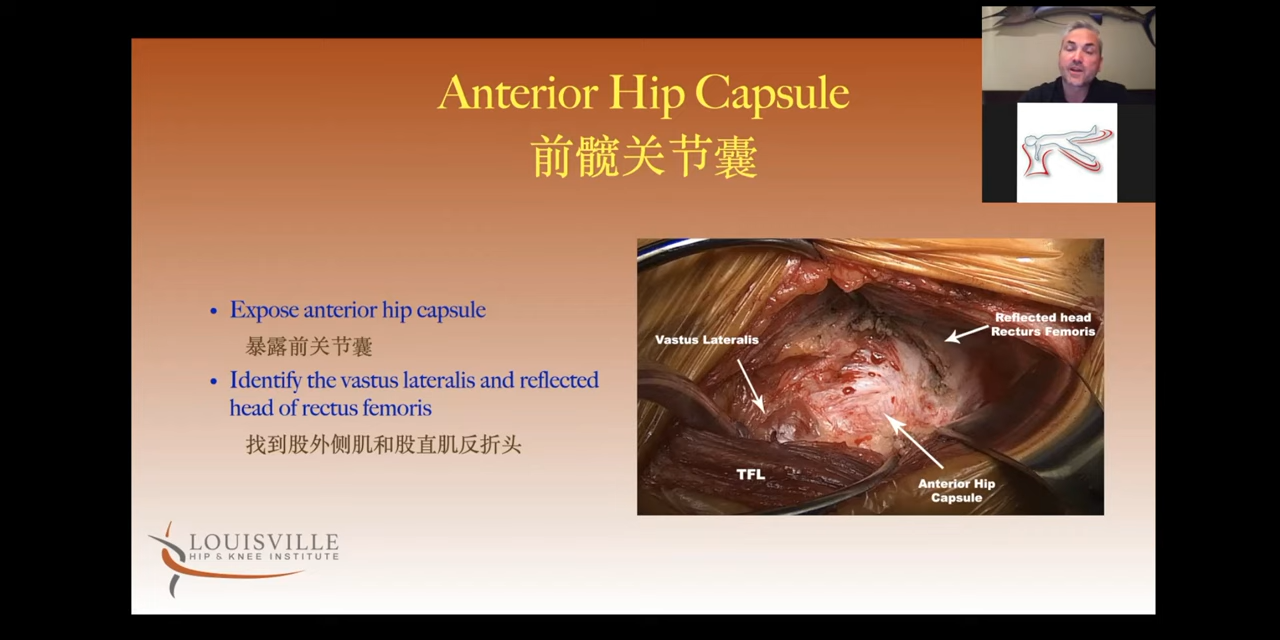 Anterior Hip Capsule
前髋关节囊
• Expose anterior hip capsule
暴露前关节囊
• Identify the vastus lateralis and reflected
head of rectus femoris
找到股外侧肌和股直肌反折头
Vastus Lateralis
Reflected head
Recturs Femoris
TFL
Anterior Hip
Capsule
LOUISVILLE
HIP & KNEE INSTITUTE